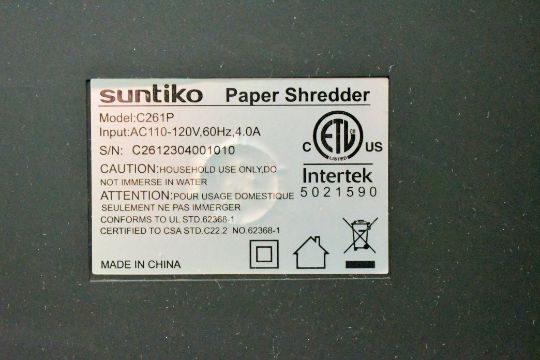 suntiko Paper Shredder
Model:C261P
Input:AC110-120V,60Hz,4.0A
S/N: C2612304001010
CAUTION:HOUSEHOLD USE ONLY,DO
NOT IMMERSE IN WATER
ATTENTION:POUR USAGE DOMESTIQUE
SEULEMENT NE PAS IMMERGER
CONFORMS TO UL STD.62368-1
CERTIFIED TO CSA STD.C22.2 NO.62368-1
MADE IN CHINA
C ETL US
LISTED
Intertek
5021590